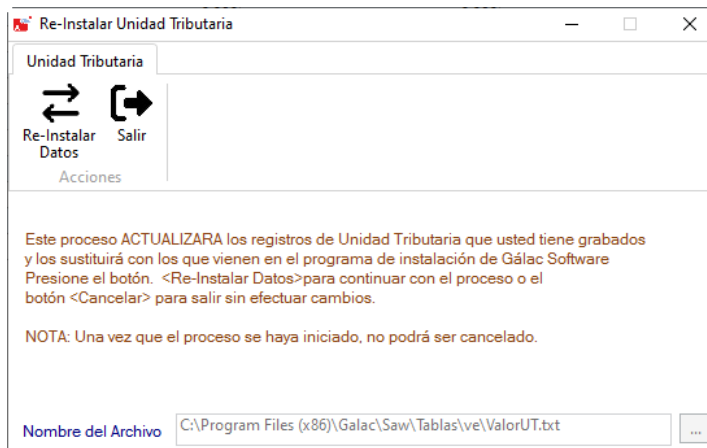 Re-Instalar Unidad Tributaria
Unidad Tributaria
Re-Instalar Salir
Datos
Acciones
Este proceso ACTUALIZARA los registros de Unidad Tributaria que usted tiene grabados
y los sustituirá con los que vienen en el programa de instalación de Gálac Software
Presione el botón.  <Re-Instalar Datos>para continuar con el proceso o el
botón <Cancelar> para salir sin efectuar cambios.
NOTA: Una vez que el proceso se haya iniciado, no podrá ser cancelado.
Nombre del Archivo C:\Program Files (x86)\Galac\Saw\Tablas\ve\ValorUT.txt ...